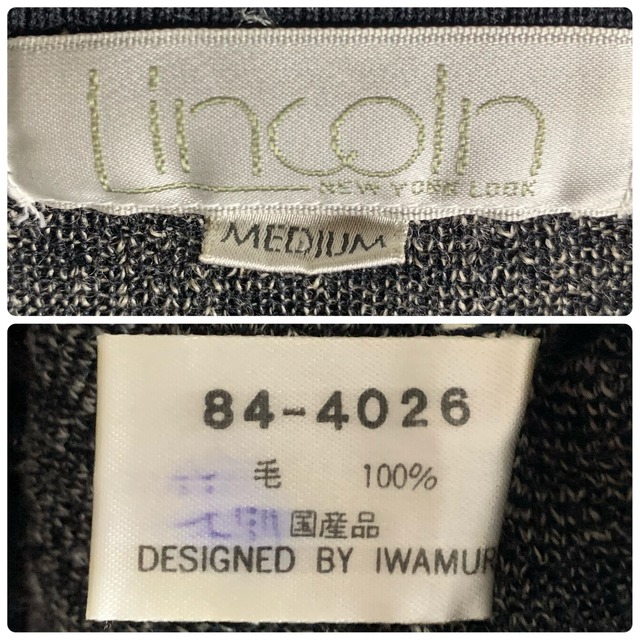 Lincoln
NEW YORK LOOK
MEDIUM
84-4026
毛 100%
国産品
DESIGNED BY IWAMUR